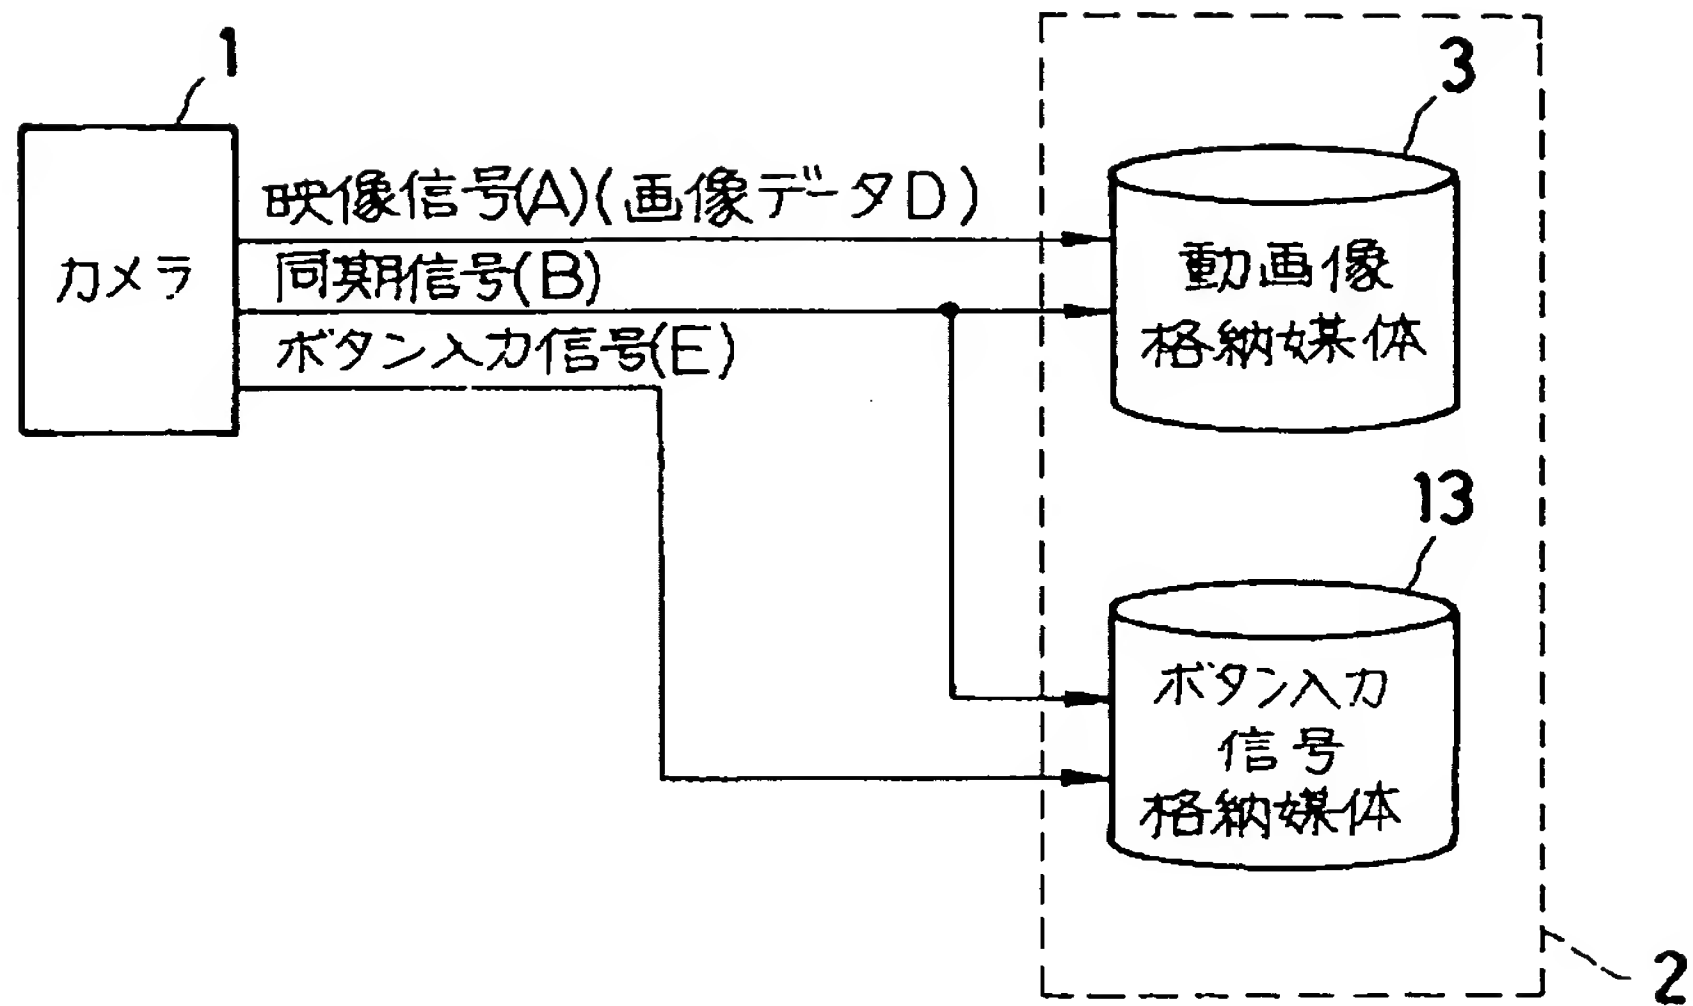 1
3
映像信号(A)(画像データD)
カメラ
同期信号(B)
動画像
格納媒体
ボタン入力信号(E)
13
ボタン入力
信号
格納媒体
2